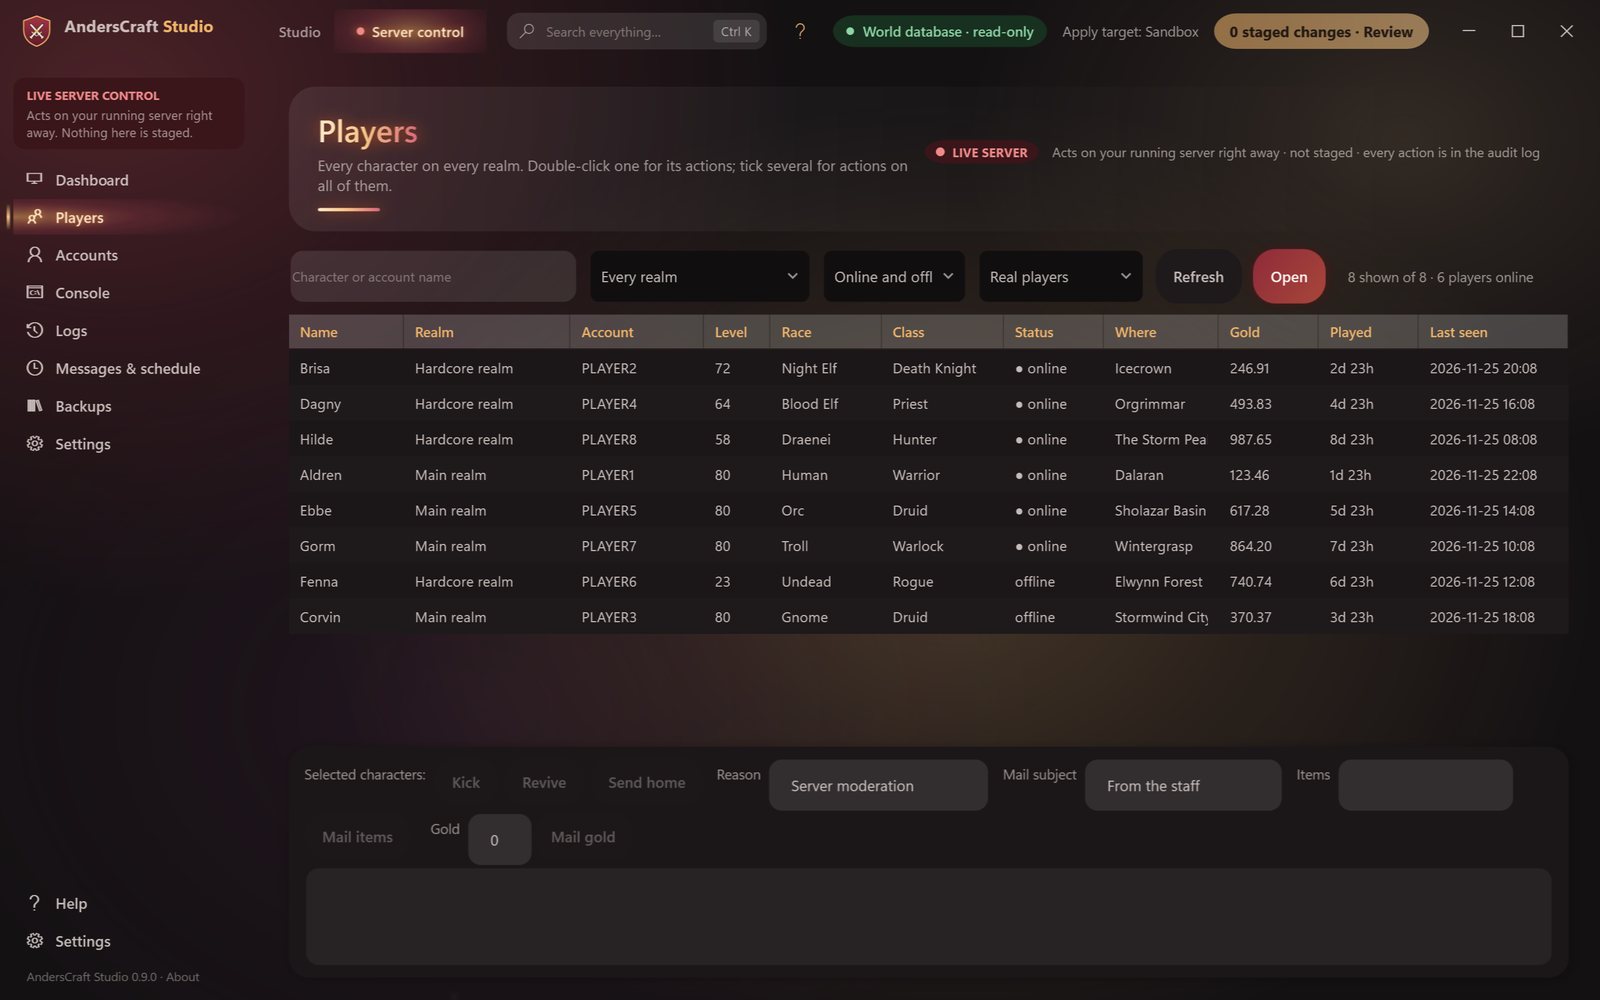 AndersCraft Studio
Studio
Server control
Search everything...
Ctrl K
?
World database · read-only
Apply target: Sandbox
0 staged changes · Review
LIVE SERVER CONTROL
Acts on your running server right
away. Nothing here is staged.
Dashboard
Players
Accounts
Console
Logs
Messages & schedule
Backups
Settings
Players
Every character on every realm. Double-click one for its actions; tick several for actions on
all of them.
LIVE SERVER
Acts on your running server right away · not staged · every action is in the audit log
Character or account name
Every realm
Online and offl
Real players
Refresh
Open
8 shown of 8 · 6 players online
Name Realm Account Level Race Class Status Where Gold Played Last seen
Brisa Hardcore realm PLAYER2 72 Night Elf Death Knight ● online Icecrown 246.91 2d 23h 2026-11-25 20:08
Dagny Hardcore realm PLAYER4 64 Blood Elf Priest ● online Orgrimmar 493.83 4d 23h 2026-11-25 16:08
Hilde Hardcore realm PLAYER8 58 Draenei Hunter ● online The Storm Pea 987.65 8d 23h 2026-11-25 08:08
Aldren Main realm PLAYER1 80 Human Warrior ● online Dalaran 123.46 1d 23h 2026-11-25 22:08
Ebbe Main realm PLAYER5 80 Orc Druid ● online Sholazar Basin 617.28 5d 23h 2026-11-25 14:08
Gorm Main realm PLAYER7 80 Troll Warlock ● online Wintergrasp 864.20 7d 23h 2026-11-25 10:08
Fenna Hardcore realm PLAYER6 23 Undead Rogue offline Elwynn Forest 740.74 6d 23h 2026-11-25 12:08
Corvin Main realm PLAYER3 80 Gnome Druid offline Stormwind City 370.37 3d 23h 2026-11-25 18:08
Selected characters: Kick Revive Send home Reason Server moderation Mail subject From the staff Items
Mail items Gold 0 Mail gold
? Help
Settings
AndersCraft Studio 0.9.0 · About